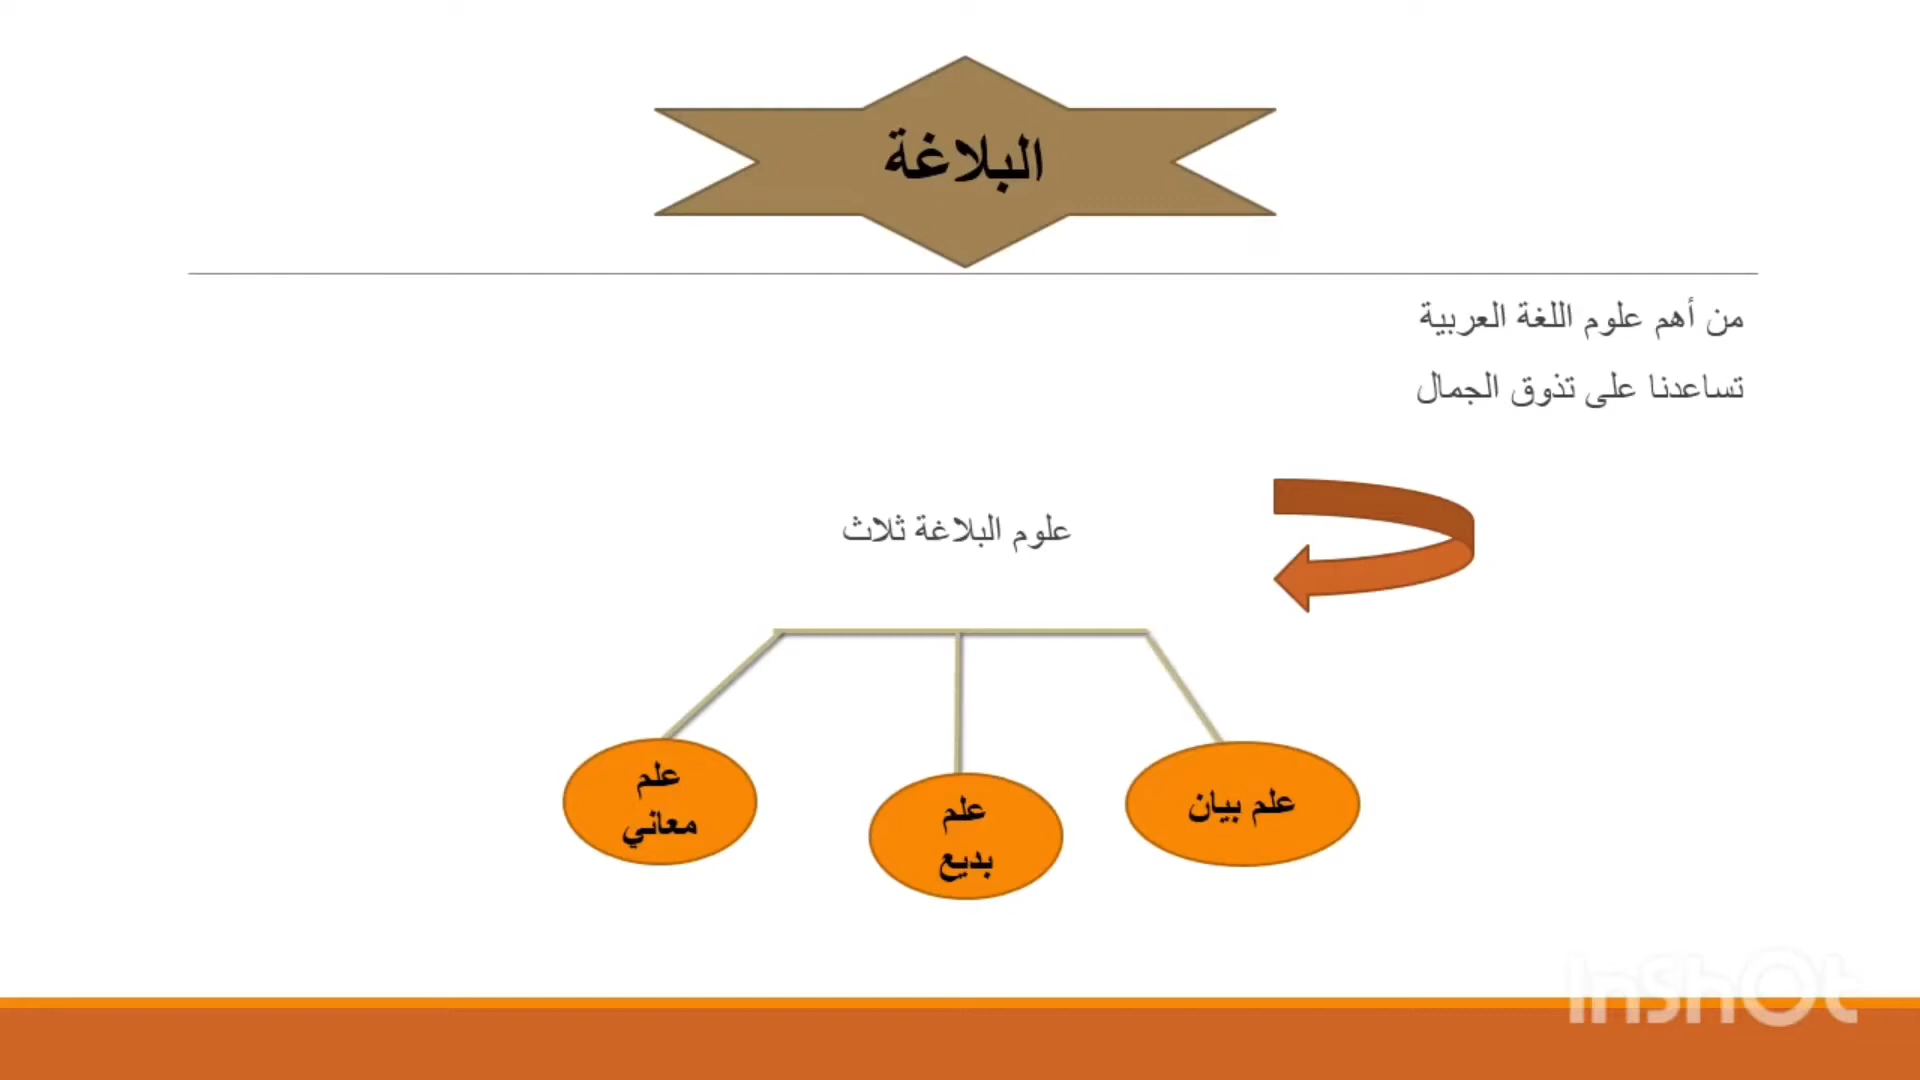 البلاغة
من أهم علوم اللغة العربية
تساعدنا على تذوق الجمال
علوم البلاغة ثلاث
علم بيان
علم
بديع
علم
معاني
InShOt